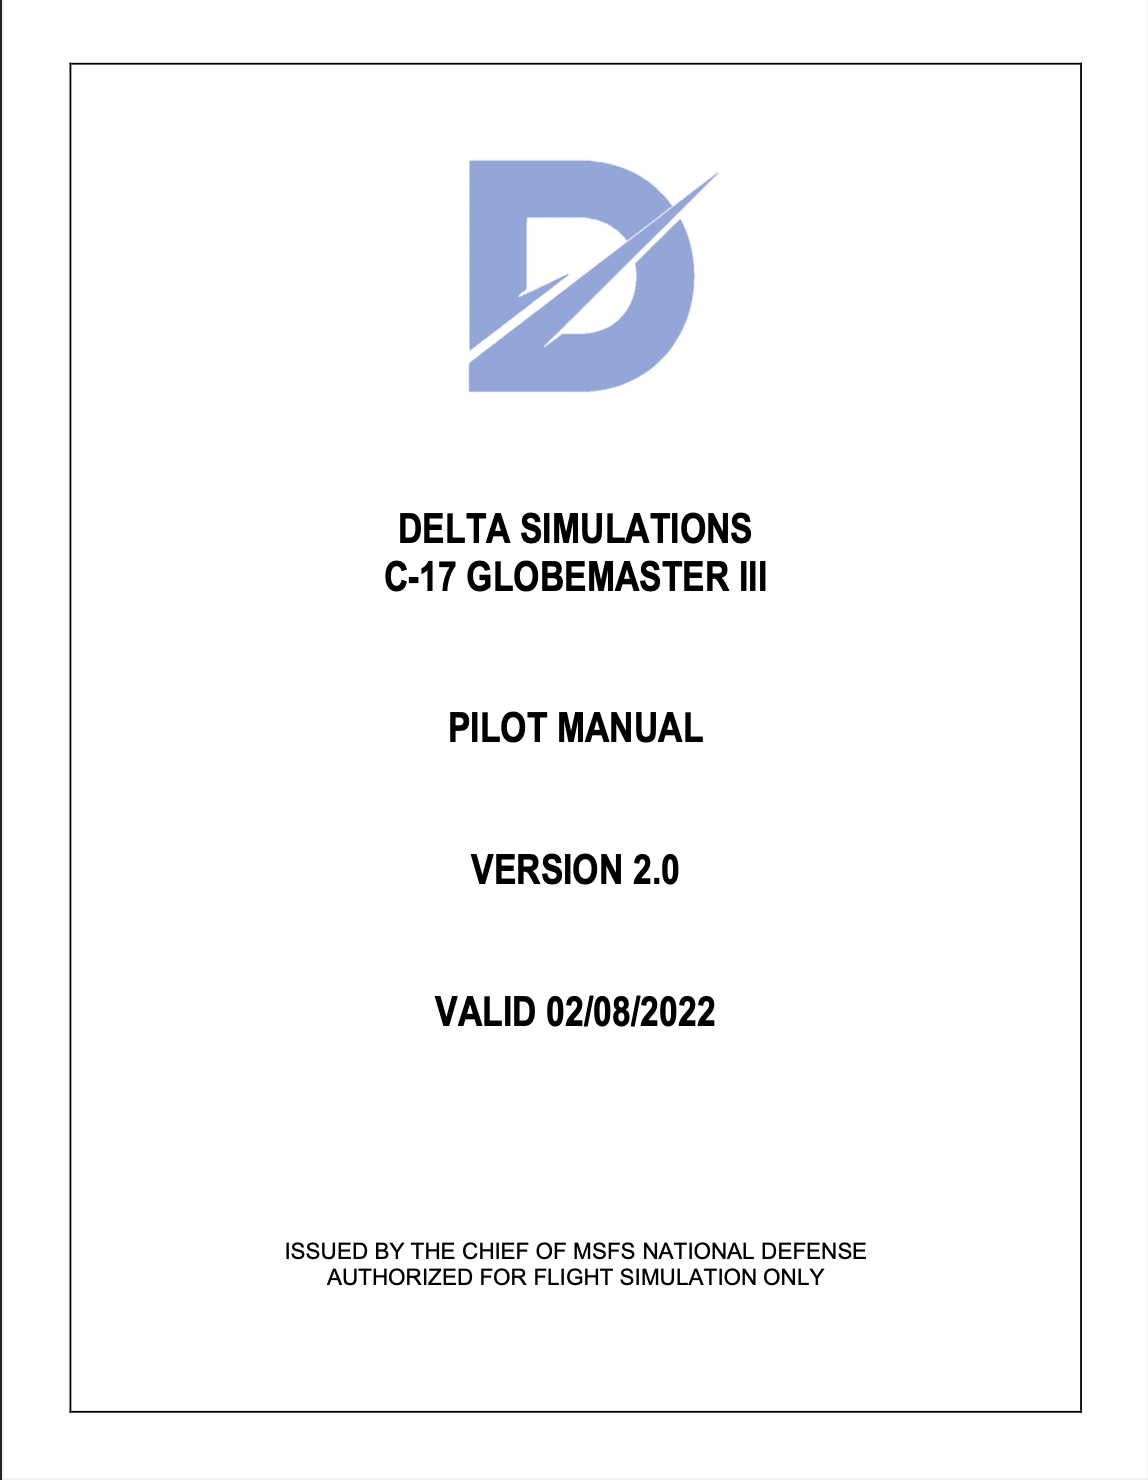 DELTA SIMULATIONS
C-17 GLOBEMASTER III
PILOT MANUAL
VERSION 2.0
VALID 02/08/2022
ISSUED BY THE CHIEF OF MSFS NATIONAL DEFENSE
AUTHORIZED FOR FLIGHT SIMULATION ONLY